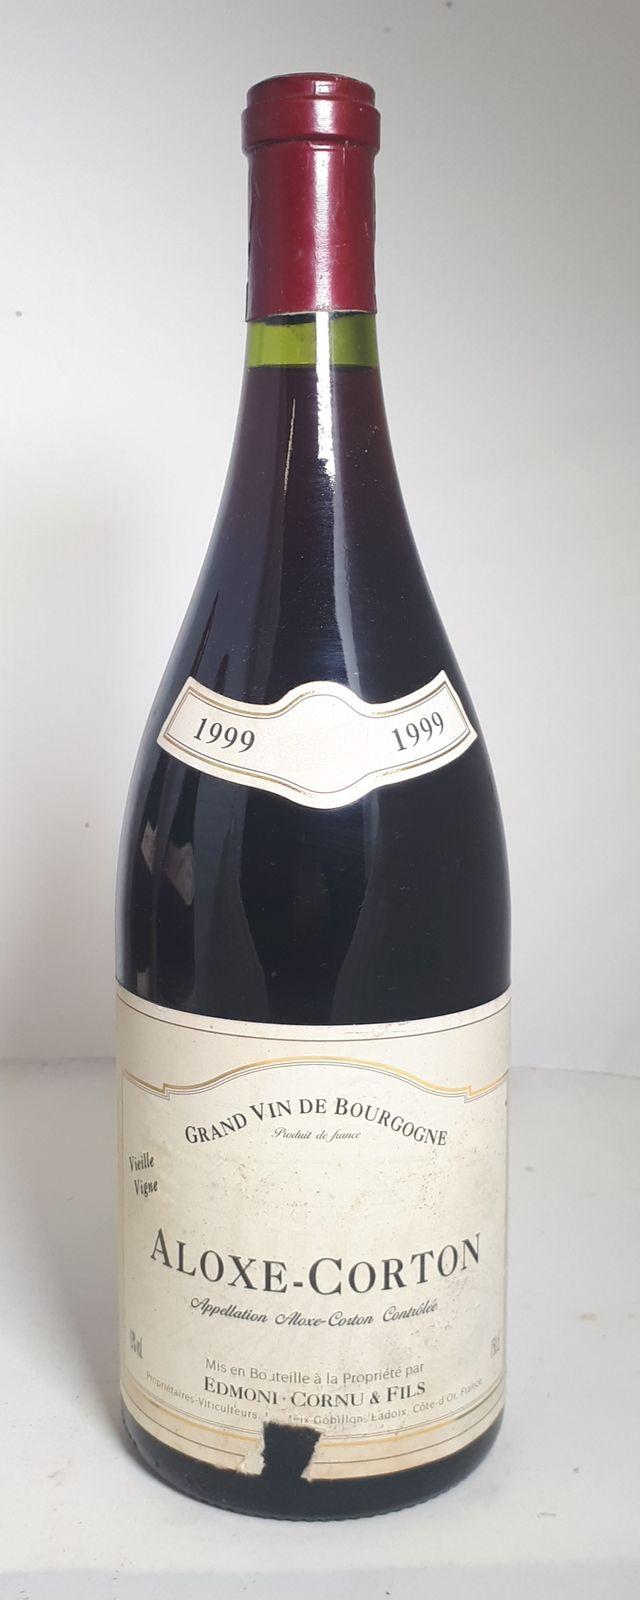 1999 1999
GRAND VIN DE BOURGOGNE
Produit de france
Vieille
Vigne
ALOXE-CORTON
Appellation Aloxe-Corton Contrôlée
Mis en Bouteille à la Propriété par
EDMOND CORNU & FILS
Propriétaires-Viticulteurs, Gobillon, Ladoix, Côte-d'Or, France